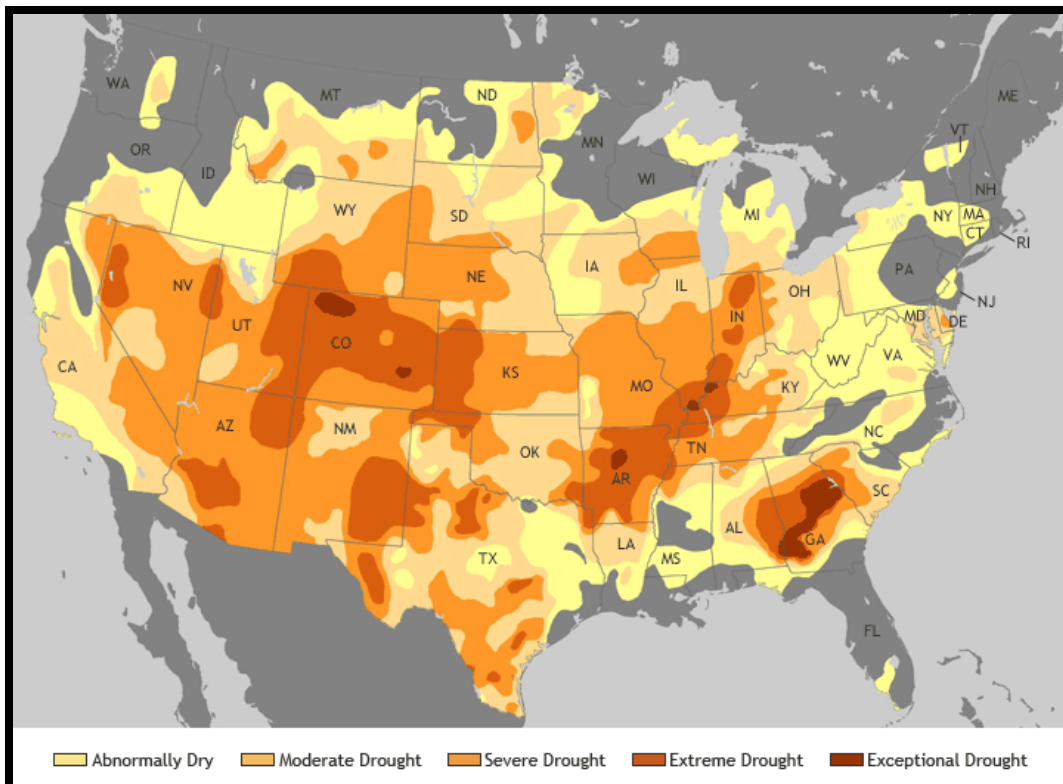 WA
MT
ND
ME
OR
ID
MN
VT
NH
WI
WY
SD
MI
NY
MA
CT
RI
NV
NE
IA
PA
NJ
UT
CO
IL
IN
OH
MD
DE
CA
KS
MO
WV
VA
KY
AZ
NM
OK
AR
TN
NC
SC
TX
LA
MS
AL
GA
FL
Abnormally Dry
Moderate Drought
Severe Drought
Extreme Drought
Exceptional Drought